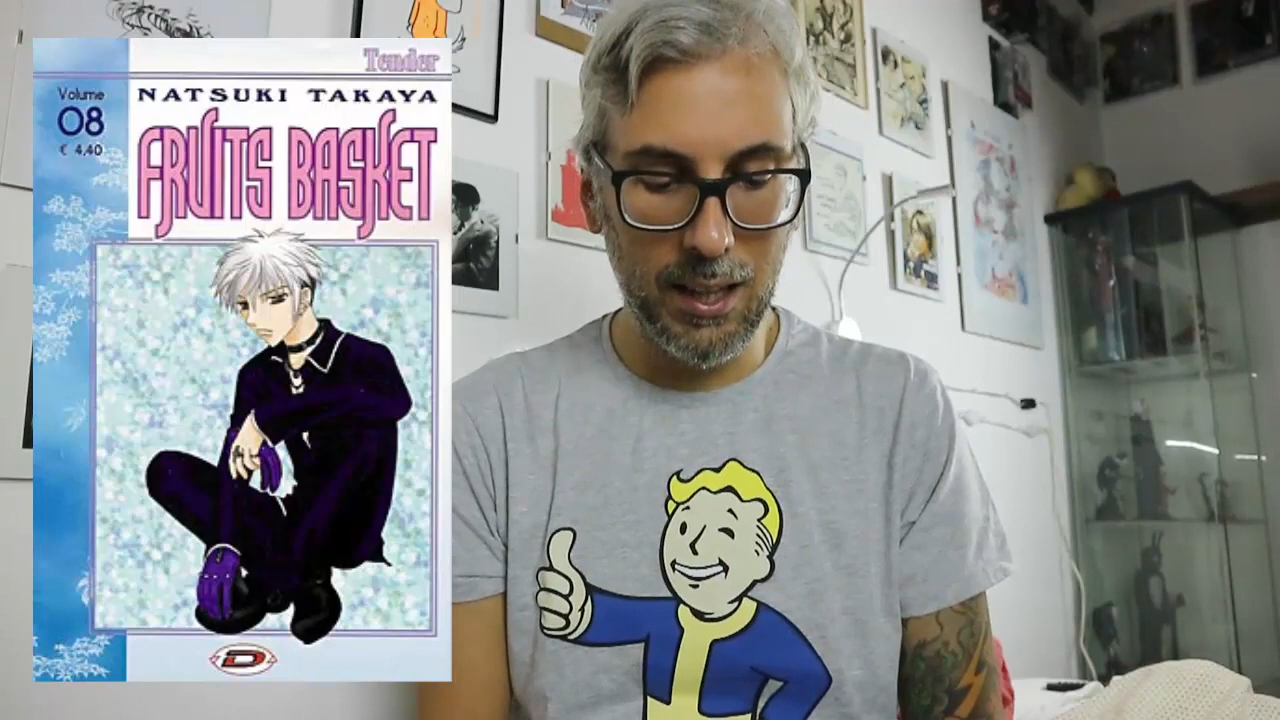 Tender
Volume
08
€ 4,40
NATSUKI TAKAYA
FRUITS BASKET
D